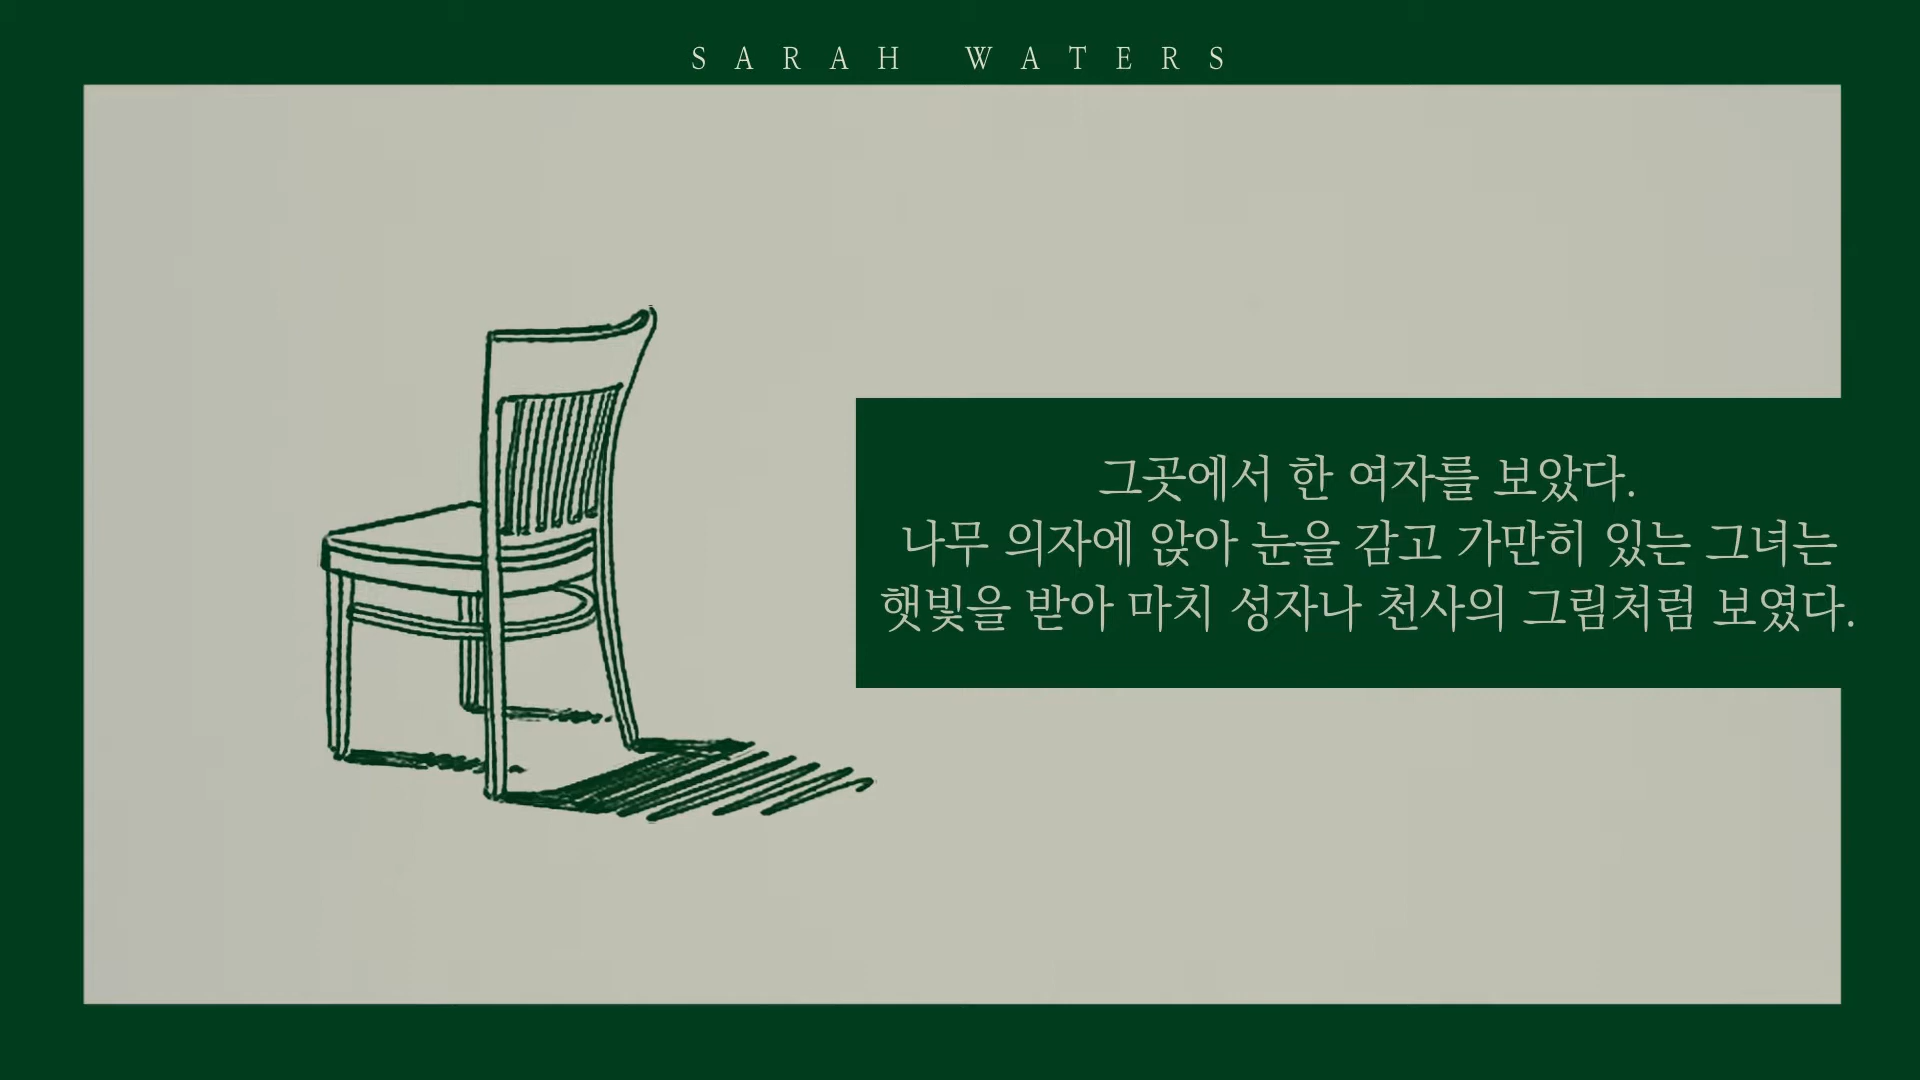 SARAH WATERS
그곳에서 한 여자를 보았다.
나무 의자에 앉아 눈을 감고 가만히 있는 그녀는
햇빛을 받아 마치 성자나 천사의 그림처럼 보였다.